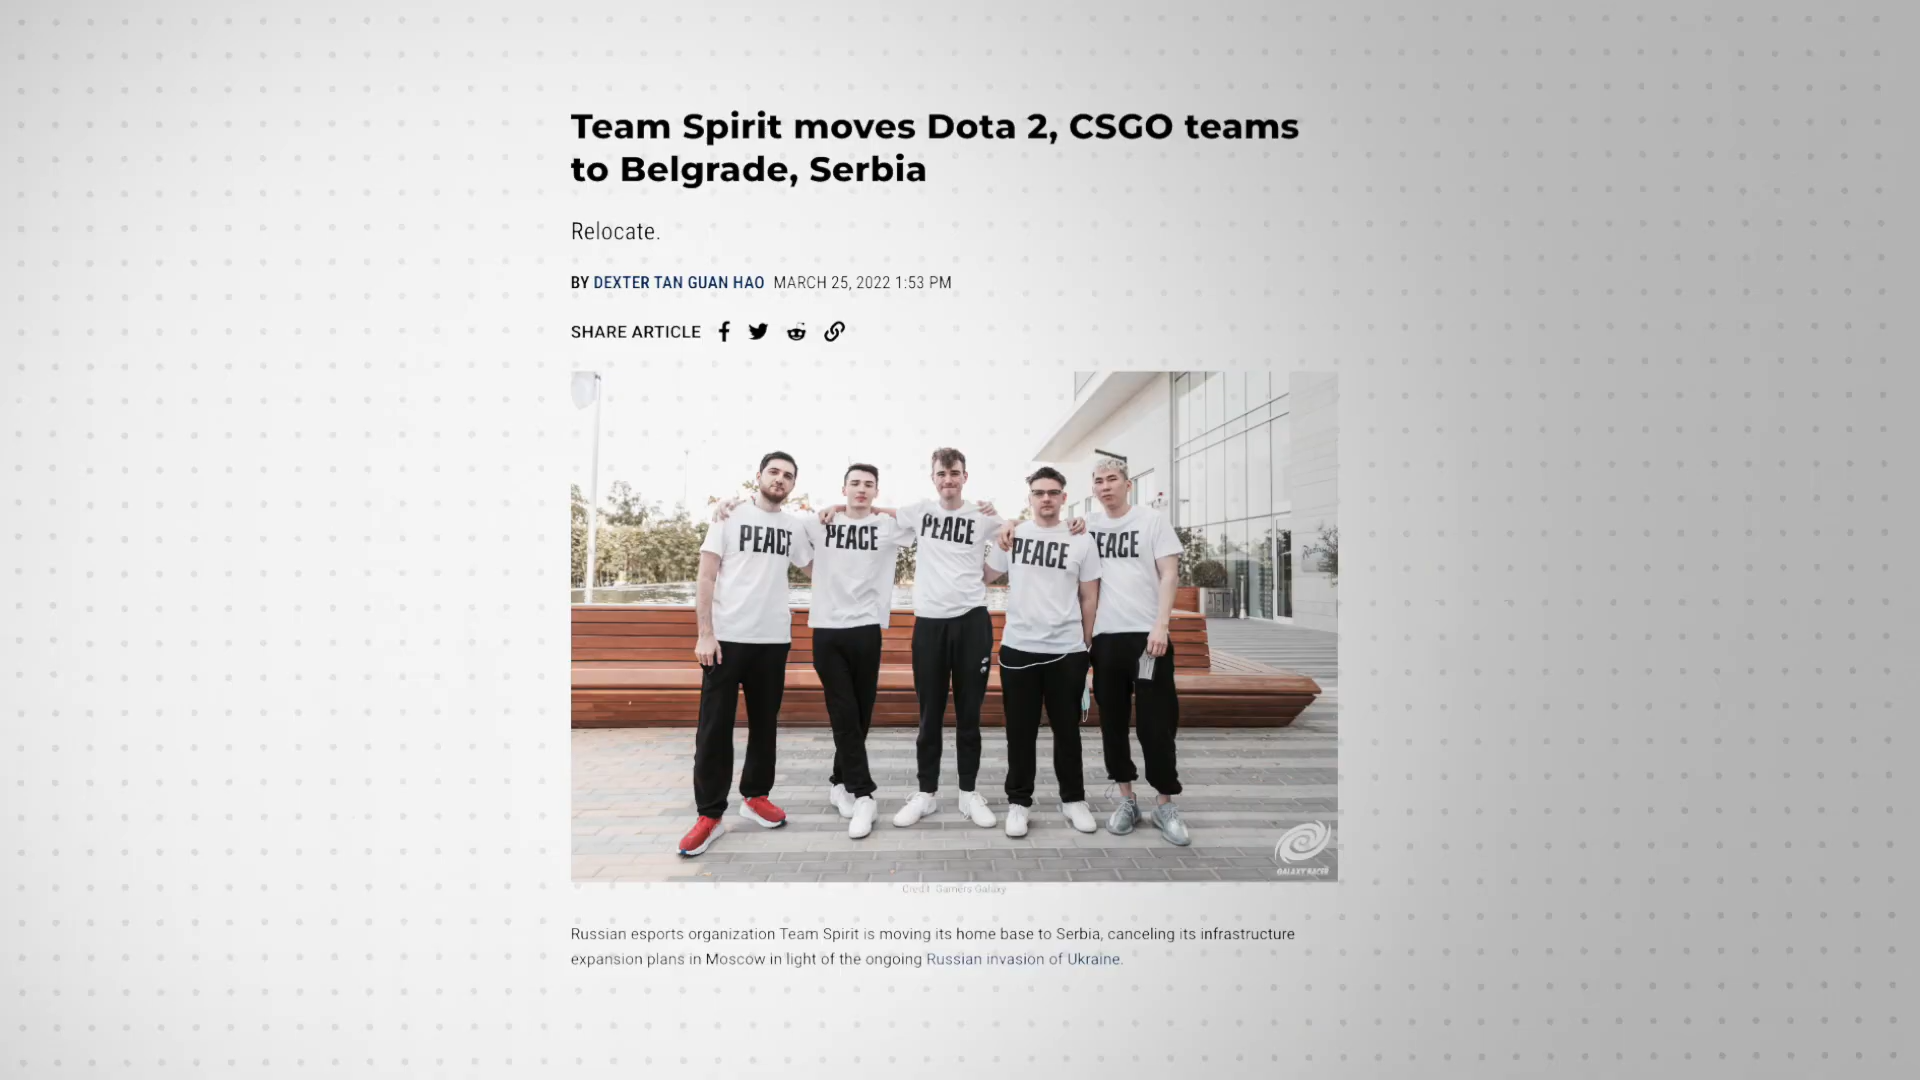 Team Spirit moves Dota 2, CSGO teams
to Belgrade, Serbia
Relocate.
BY DEXTER TAN GUAN HAO MARCH 25, 2022 1:53 PM
SHARE ARTICLE
PEACE
PEACE
PEACE
PEACE
PEACE
GALAXY RACER
Credit: Gamers Galaxy
Russian esports organization Team Spirit is moving its home base to Serbia, canceling its infrastructure
expansion plans in Moscow in light of the ongoing Russian invasion of Ukraine.